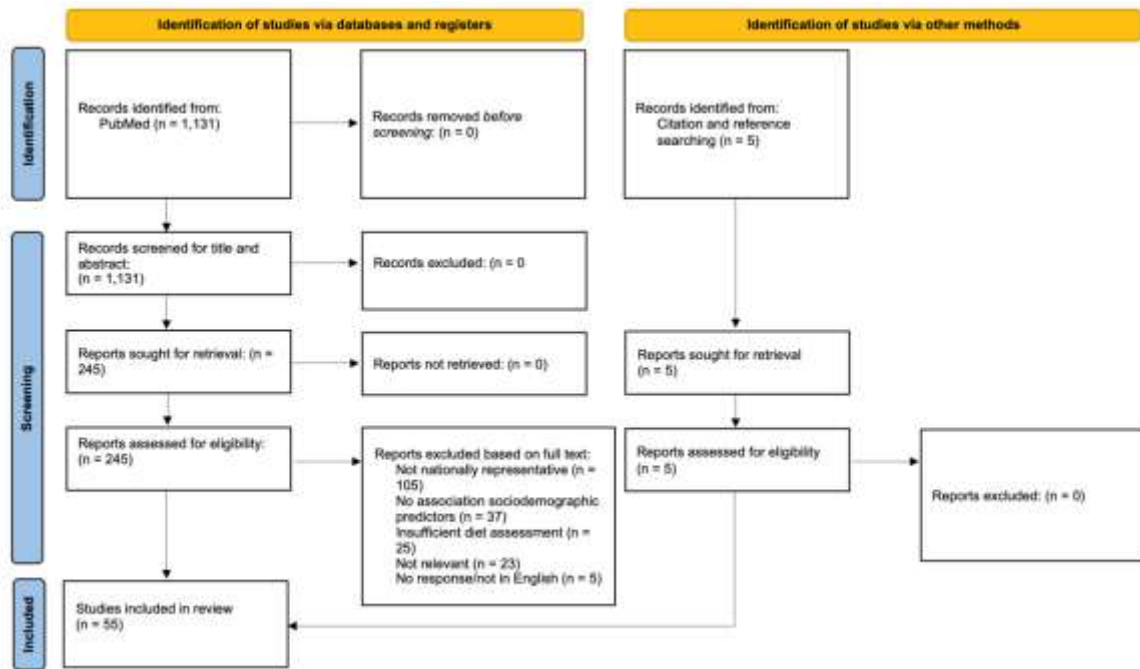 Identification of studies via databases and registers
Identification of studies via other methods
Identification
Records identified from:
PubMed (n = 1,131)
Records removed before
screening: (n = 0)
Records identified from:
Citation and reference
searching (n = 5)
Screening
Records screened for title and
abstract:
(n = 1,131)
Records excluded: (n = 0
Reports sought for retrieval: (n =
245)
Reports not retrieved: (n = 0)
Reports sought for retrieval
(n = 5)
Reports assessed for eligibility:
(n = 245)
Reports excluded based on full text:
Not nationally representative (n =
105)
No association sociodemographic
predictors (n = 37)
Insufficient diet assessment (n =
25)
Not relevant (n = 23)
No response/not in English (n = 5)
Reports assessed for eligibility
(n = 5)
Reports excluded: (n = 0)
Included
Studies included in review
(n = 55)